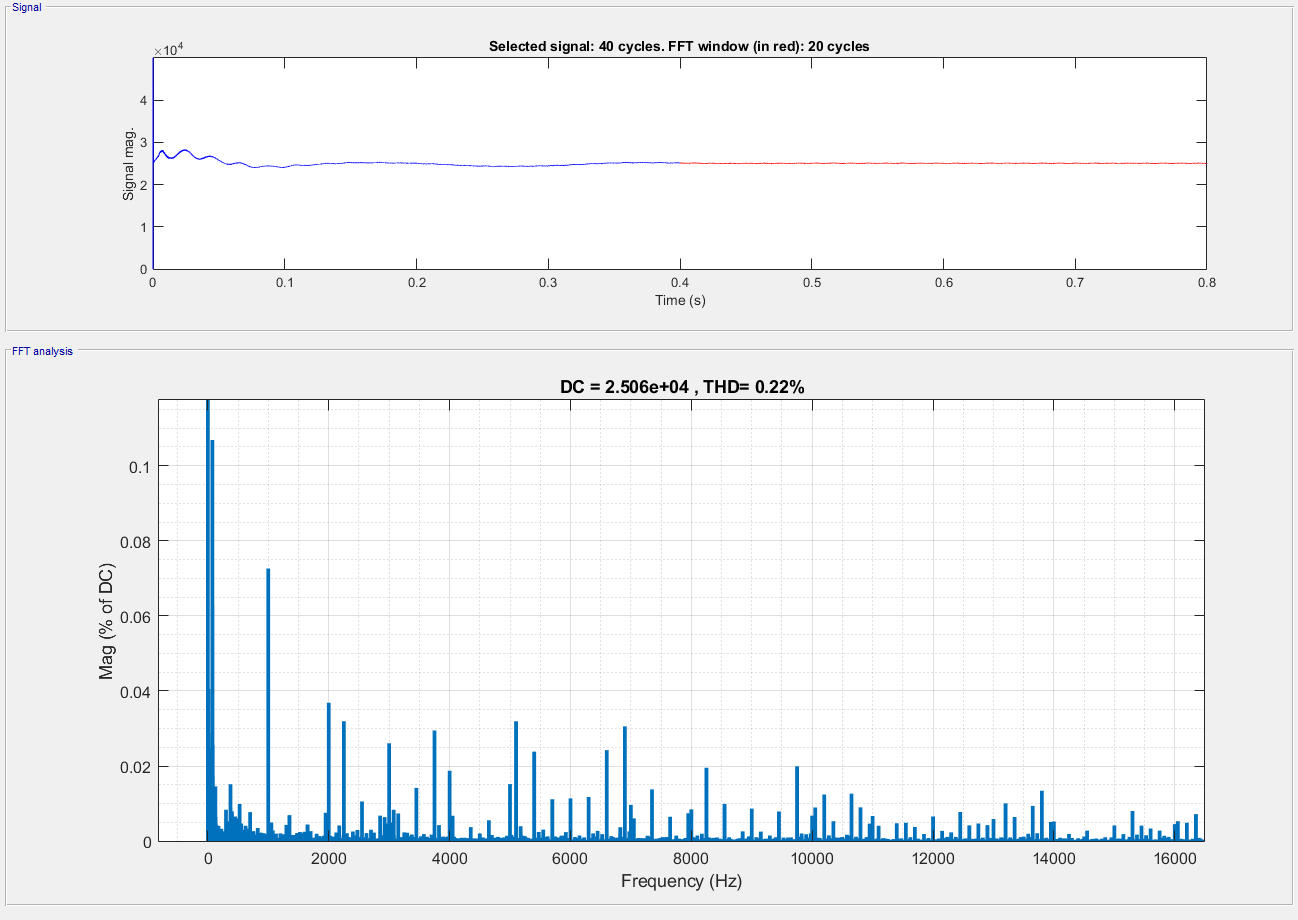 Signal
Selected signal: 40 cycles. FFT window (in red): 20 cycles
×10⁴
4
3
2
1
0
Signal mag.
0 0.1 0.2 0.3 0.4 0.5 0.6 0.7 0.8
Time (s)
FFT analysis
DC = 2.506e+04 , THD= 0.22%
0.1
0.08
0.06
0.04
0.02
0
Mag (% of DC)
0 2000 4000 6000 8000 10000 12000 14000 16000
Frequency (Hz)